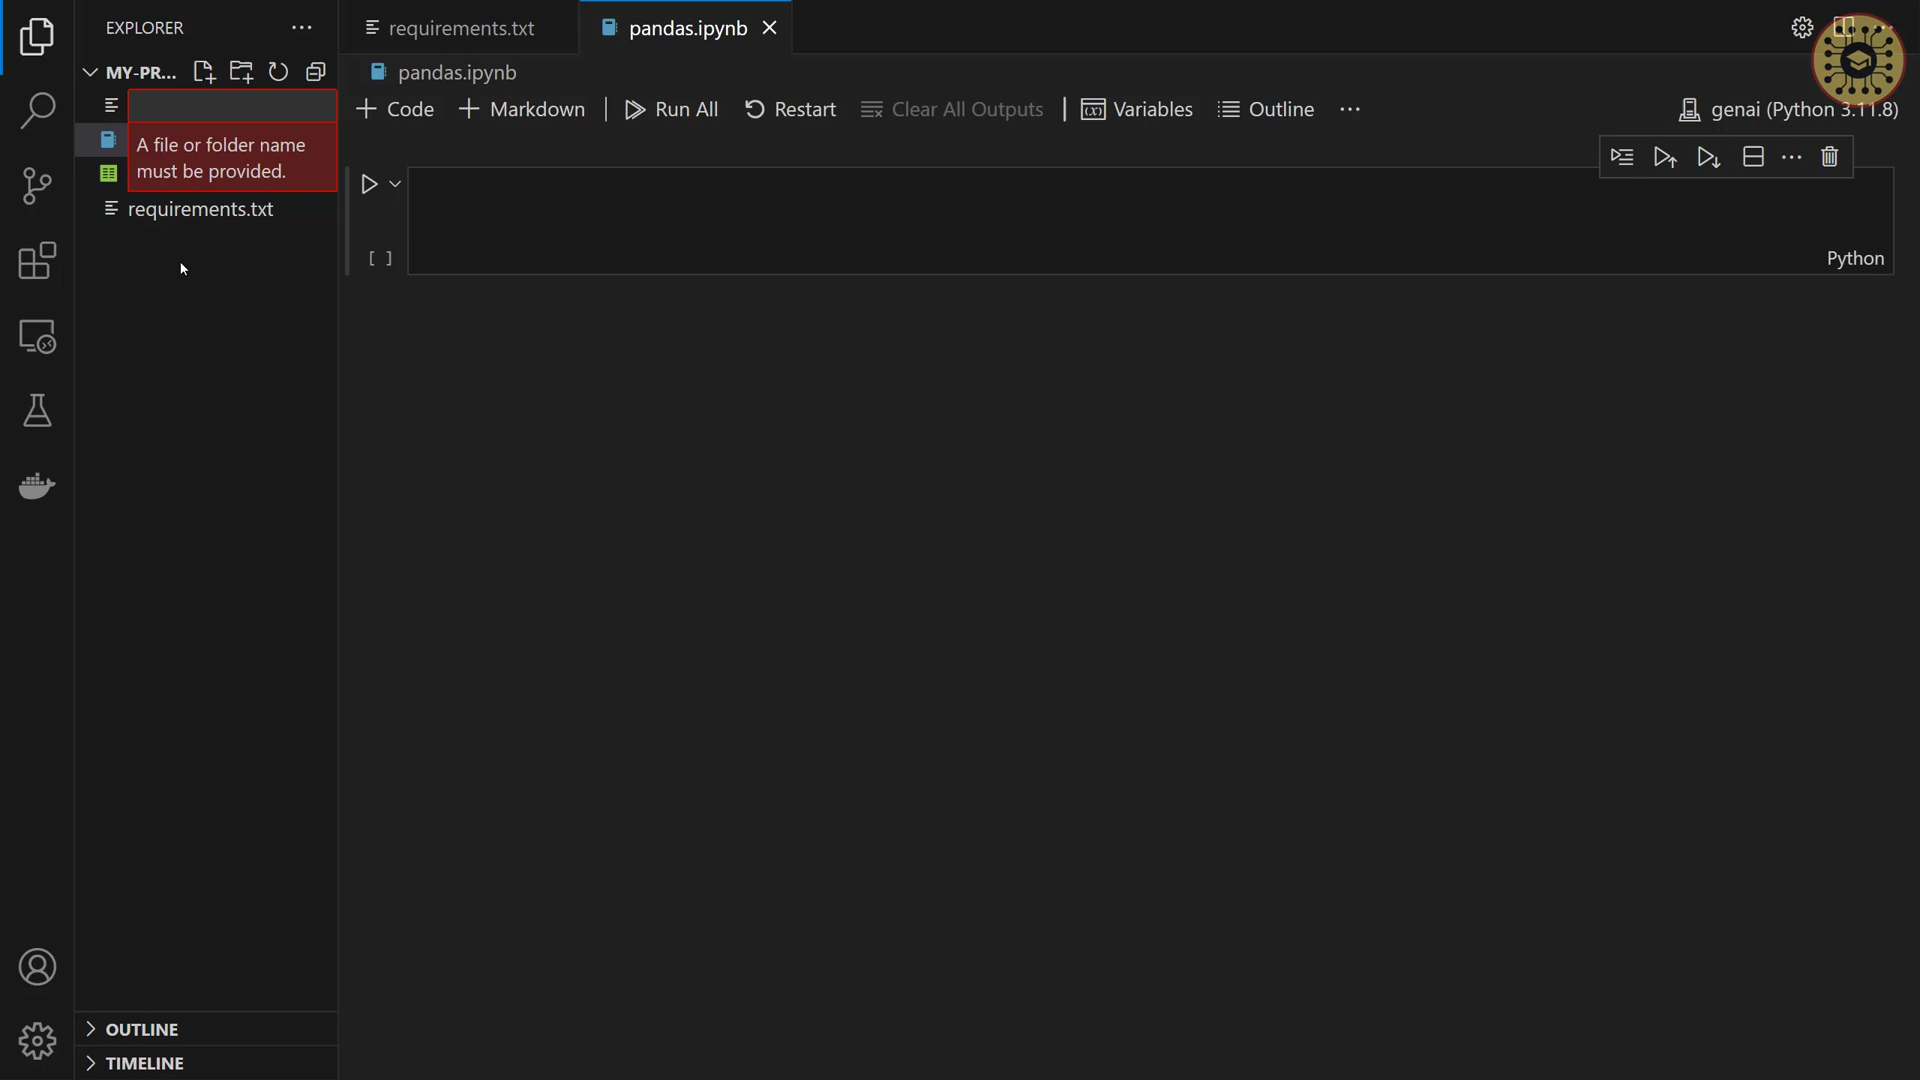 EXPLORER
requirements.txt
pandas.ipynb
MY-PR...
pandas.ipynb
Code
Markdown
Run All
Restart
Clear All Outputs
Variables
Outline
genai (Python 3.11.8)
A file or folder name
must be provided.
requirements.txt
[ ]
Python
OUTLINE
TIMELINE